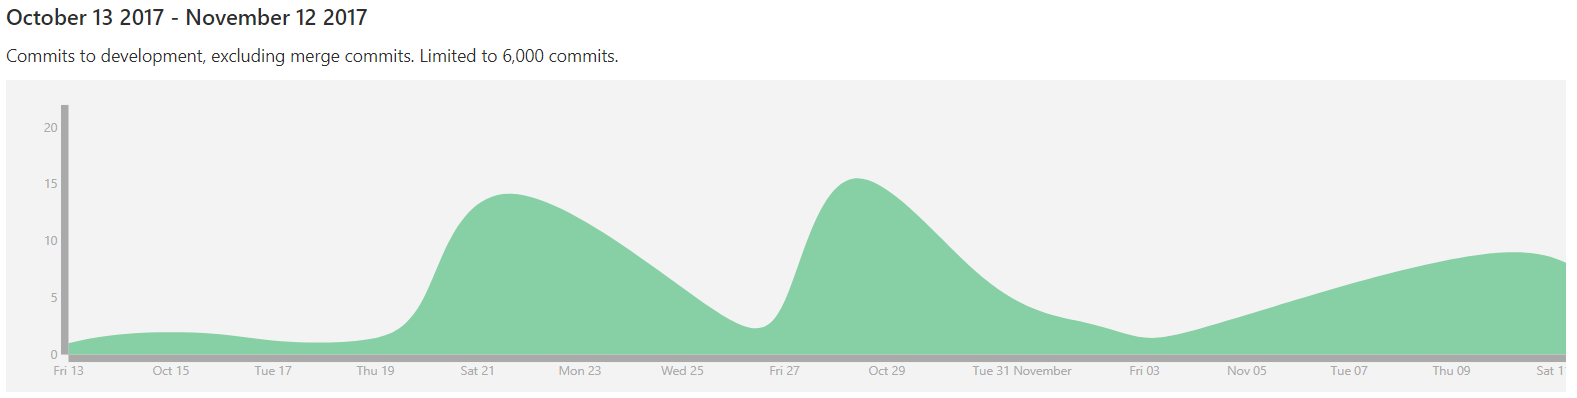 October 13 2017 - November 12 2017
Commits to development, excluding merge commits. Limited to 6,000 commits.
20
15
10
5
0
Fri 13 Oct 15 Tue 17 Thu 19 Sat 21 Mon 23 Wed 25 Fri 27 Oct 29 Tue 31 November Fri 03 Nov 05 Tue 07 Thu 09 Sat 1